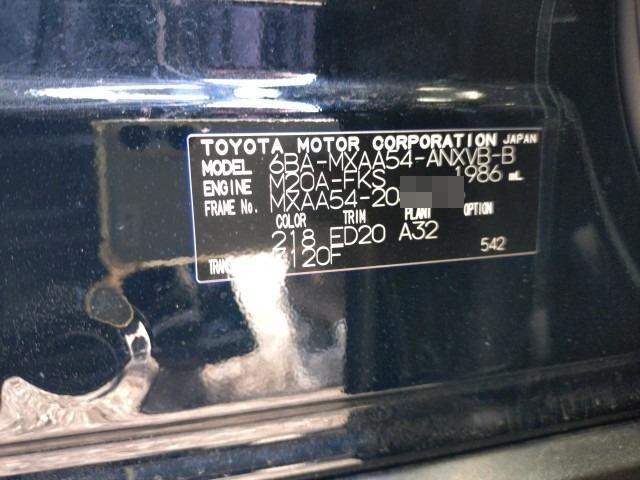 TOYOTA MOTOR CORPORATION JAPAN
MODEL 6BA-MXAA54-ANXVB-B
ENGINE M20A-FKS 1986 mL
FRAME No. MXAA54-20
COLOR TRIM PLANT OPTION
218 ED20 A32
120F 542